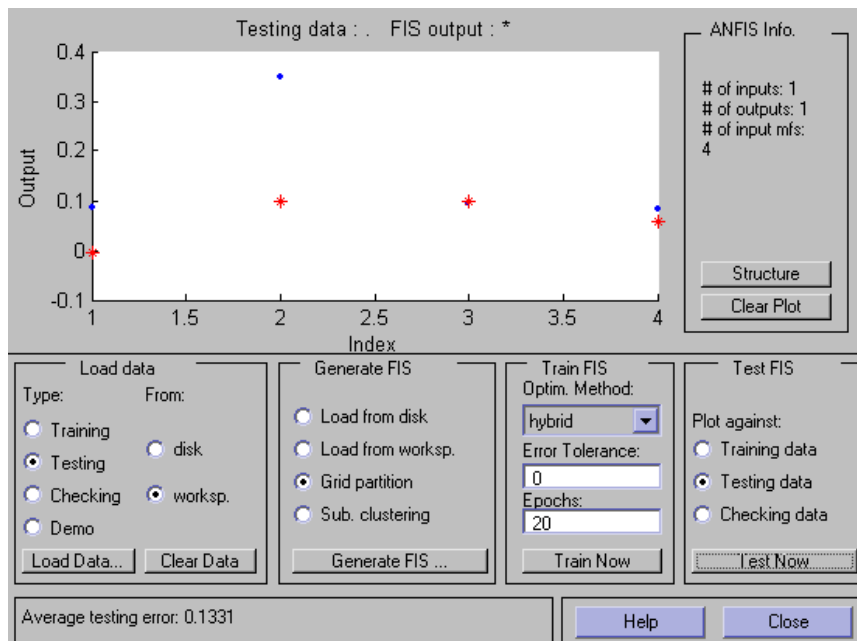 Testing data : .   FIS output : *
0.4
0.3
0.2
0.1
0
-0.1
Output
1
1.5
2
2.5
3
3.5
4
Index
ANFIS Info.
# of inputs: 1
# of outputs: 1
# of input mfs:
4
Structure
Clear Plot
Load data
Type:
From:
Training
Testing
Checking
Demo
disk
worksp.
Load Data...
Clear Data
Generate FIS
Load from disk
Load from worksp.
Grid partition
Sub. clustering
Generate FIS ...
Train FIS
Optim. Method:
hybrid
Error Tolerance:
0
Epochs:
20
Train Now
Test FIS
Plot against:
Training data
Testing data
Checking data
Test Now
Average testing error: 0.1331
Help
Close